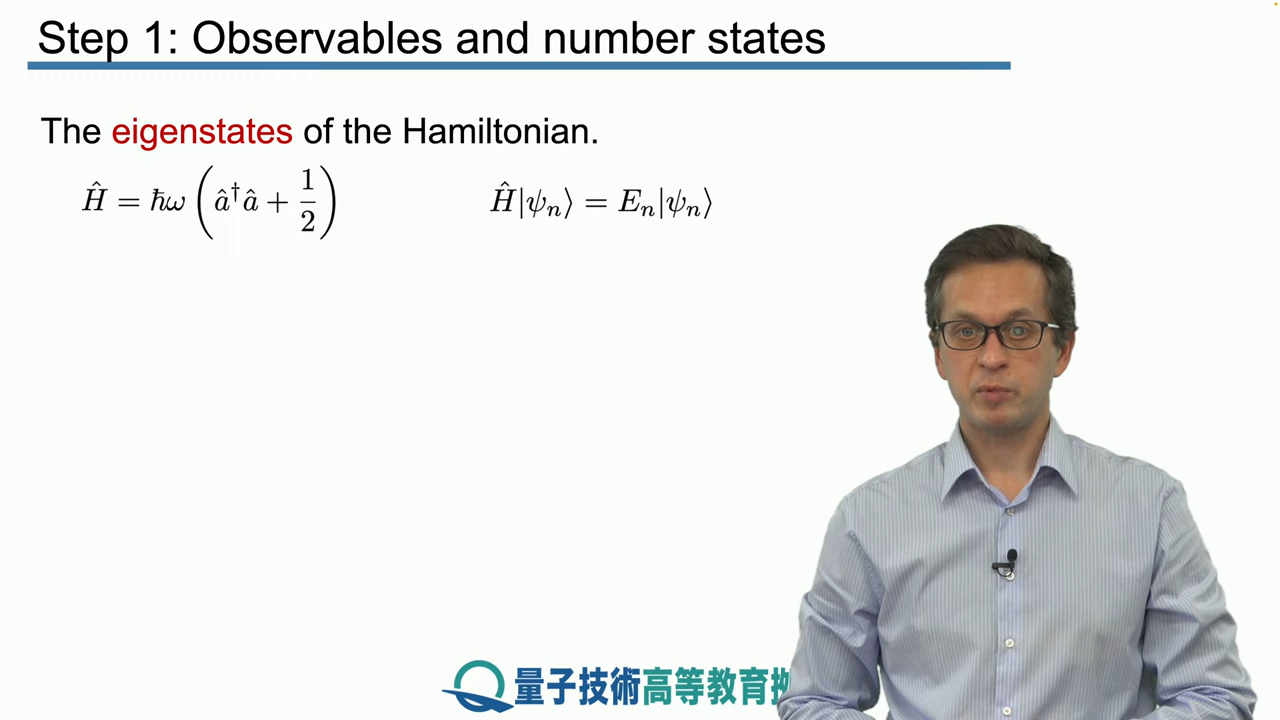 Step 1: Observables and number states
The eigenstates of the Hamiltonian.
Ĥ = ħω (â†â + 1/2)
Ĥ|ψₙ⟩ = Eₙ|ψₙ⟩
量子技術高等教育拠